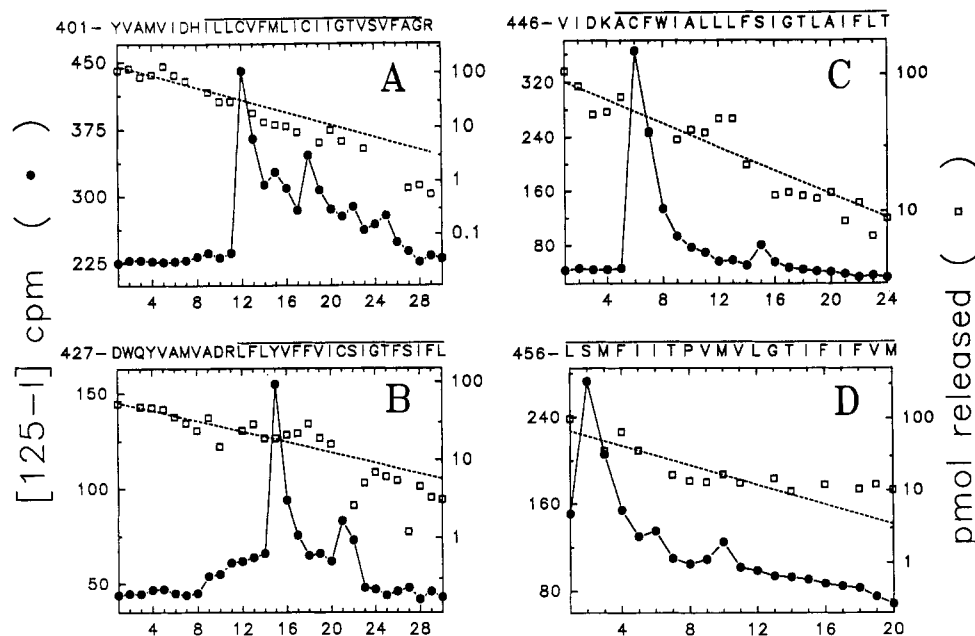 401- YVAMVIDHILLCVFMLICIIGTVSVFAGR
446- VIDKACFWIALLLFSIGTLAIFLT
A
C
450
375
300
225
100
10
1
0.1
320
240
160
80
100
10
4 8 12 16 20 24 28
4 8 12 16 20 24
427- DWQYVAMVADRLFLYVFFVICSIGTFSIFL
456- LSMFIITPVMVLGTIFIFVM
B
D
150
100
50
100
10
1
240
160
80
100
10
1
4 8 12 16 20 24 28
4 8 12 16 20
[125-I] cpm ( ● )
pmol released ( □ )